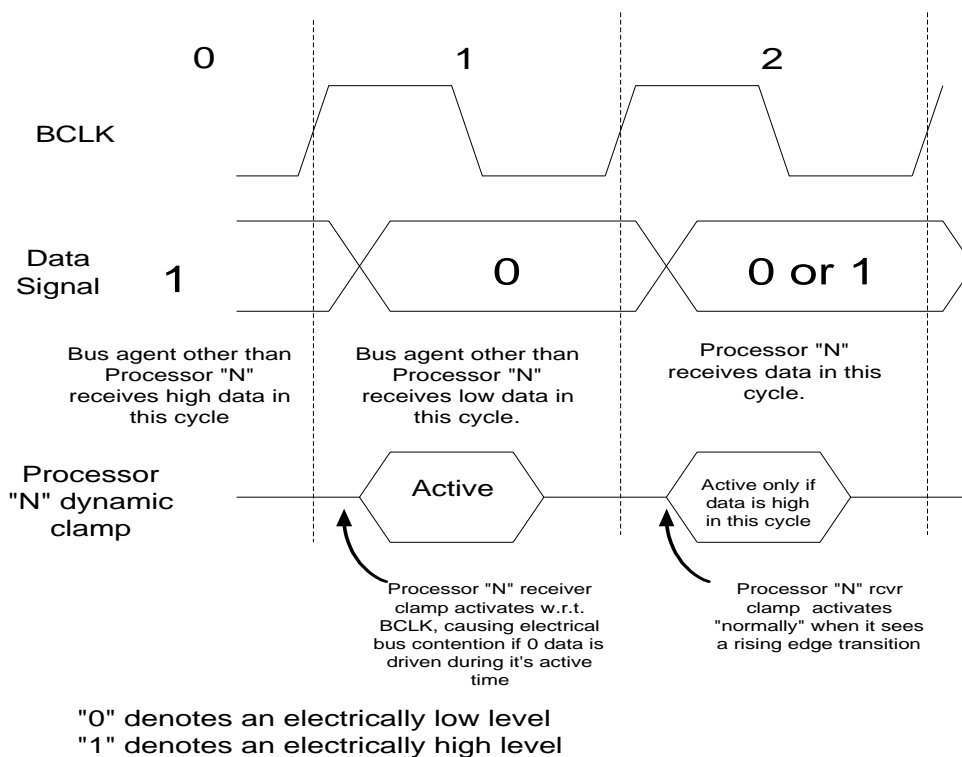 0
1
2
BCLK
Data
Signal
1
0
0 or 1
Bus agent other than
Processor "N"
receives high data in
this cycle
Bus agent other than
Processor "N"
receives low data in
this cycle.
Processor "N"
receives data in this
cycle.
Processor
"N" dynamic
clamp
Active
Active only if
data is high
in this cycle
Processor "N" receiver
clamp activates w.r.t.
BCLK, causing electrical
bus contention if 0 data is
driven during it's active
time
Processor "N" rcvr
clamp activates
"normally" when it sees
a rising edge transition
"0" denotes an electrically low level
"1" denotes an electrically high level